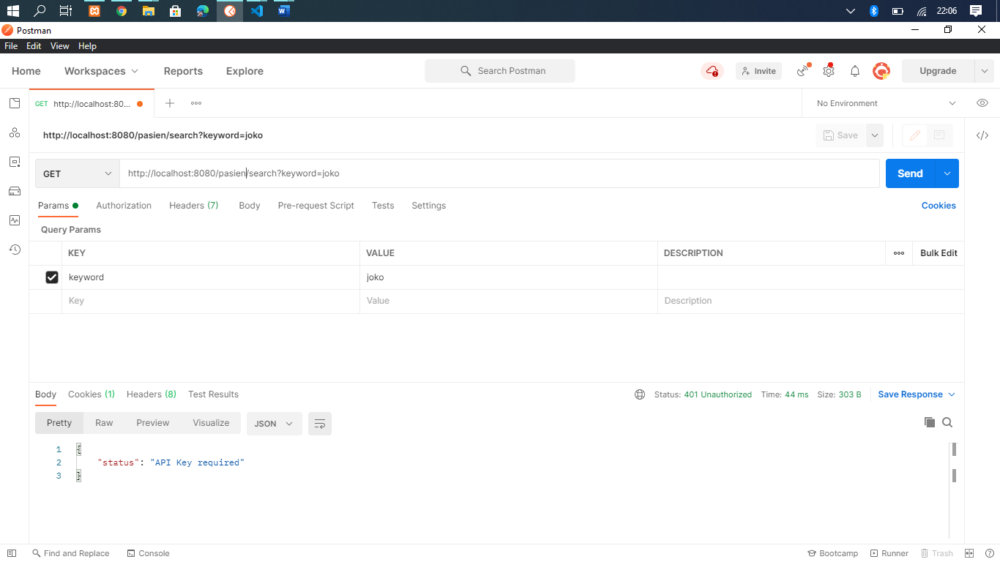 22:06
Postman
File Edit View Help
Home Workspaces Reports Explore Search Postman Invite Upgrade
GET http://localhost:80... No Environment
http://localhost:8080/pasien/search?keyword=joko Save
GET http://localhost:8080/pasien/search?keyword=joko Send
Params Authorization Headers (7) Body Pre-request Script Tests Settings Cookies
Query Params
KEY VALUE DESCRIPTION Bulk Edit
keyword joko
Key Value Description
Body Cookies (1) Headers (8) Test Results Status: 401 Unauthorized Time: 44 ms Size: 303 B Save Response
Pretty Raw Preview Visualize JSON
1 {
2 "status": "API Key required"
3 }
Find and Replace Console Bootcamp Runner Trash